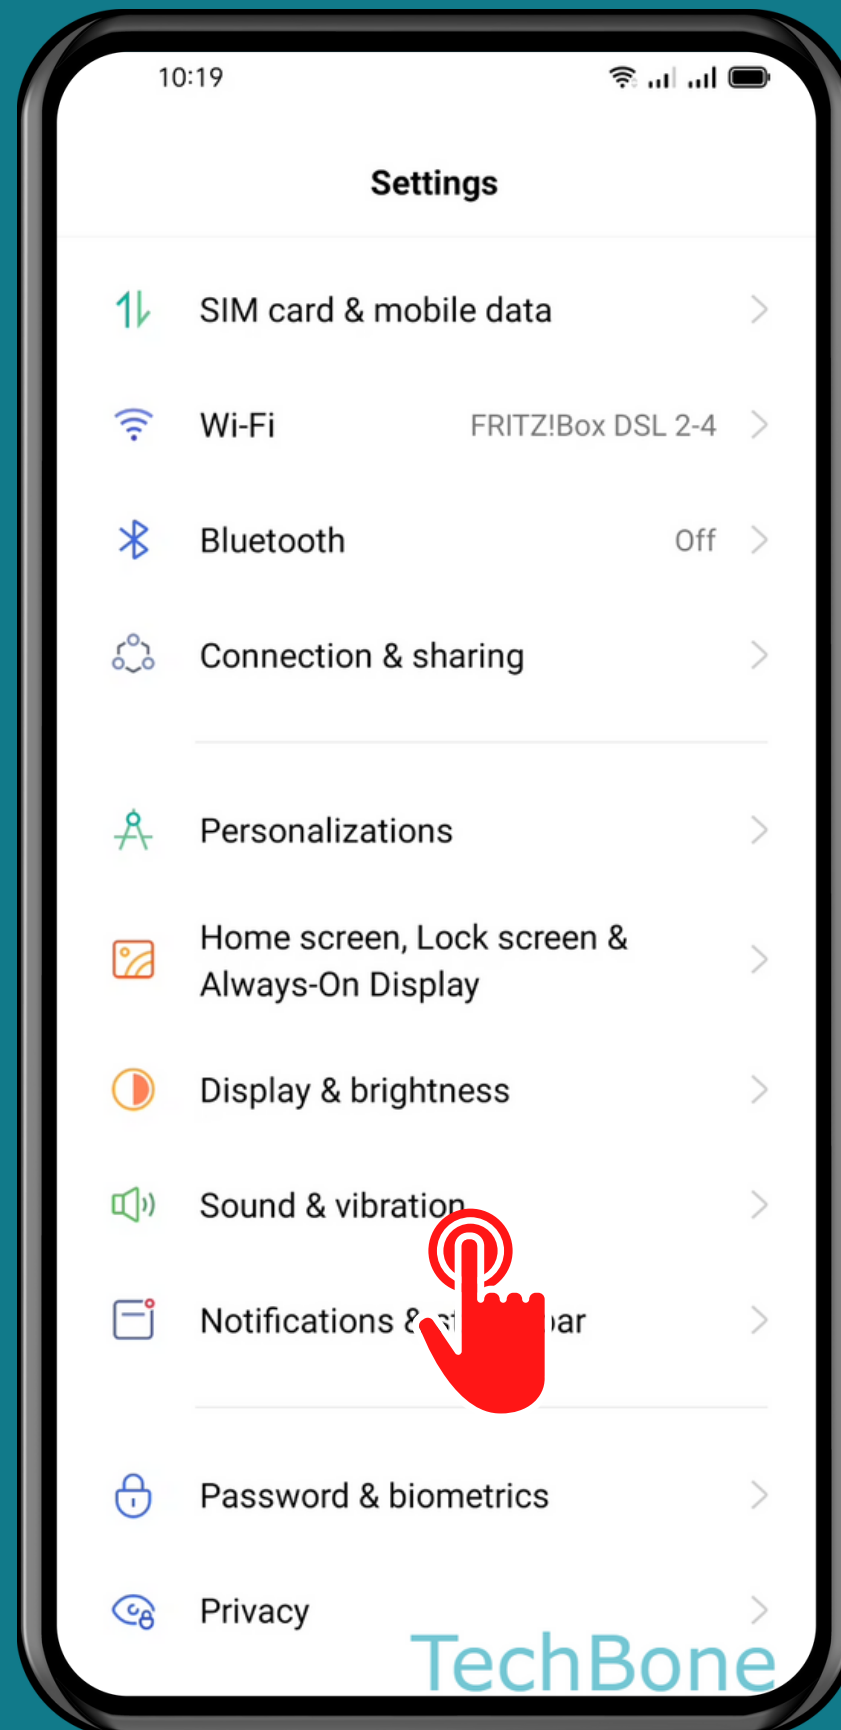 10:19
Settings
SIM card & mobile data
Wi-Fi FRITZ!Box DSL 2-4
Bluetooth Off
Connection & sharing
Personalizations
Home screen, Lock screen &
Always-On Display
Display & brightness
Sound & vibration
Notifications &
Password & biometrics
Privacy
TechBone